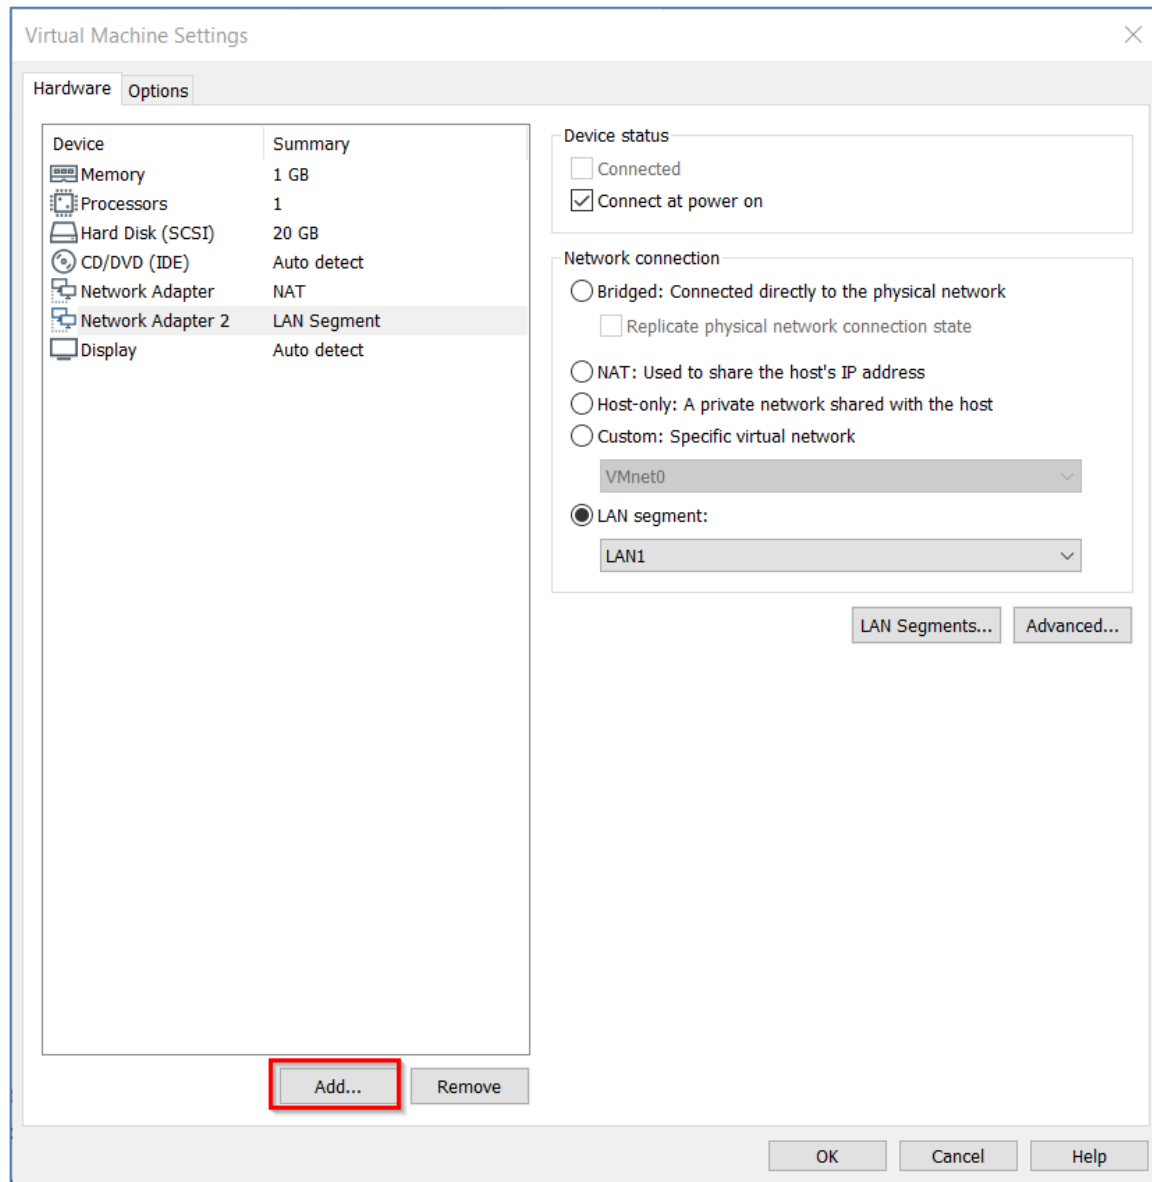 Virtual Machine Settings
Hardware Options
Device Summary
Memory 1 GB
Processors 1
Hard Disk (SCSI) 20 GB
CD/DVD (IDE) Auto detect
Network Adapter NAT
Network Adapter 2 LAN Segment
Display Auto detect
Add... Remove
Device status
Connected
Connect at power on
Network connection
Bridged: Connected directly to the physical network
Replicate physical network connection state
NAT: Used to share the host's IP address
Host-only: A private network shared with the host
Custom: Specific virtual network
VMnet0
LAN segment:
LAN1
LAN Segments... Advanced...
OK Cancel Help